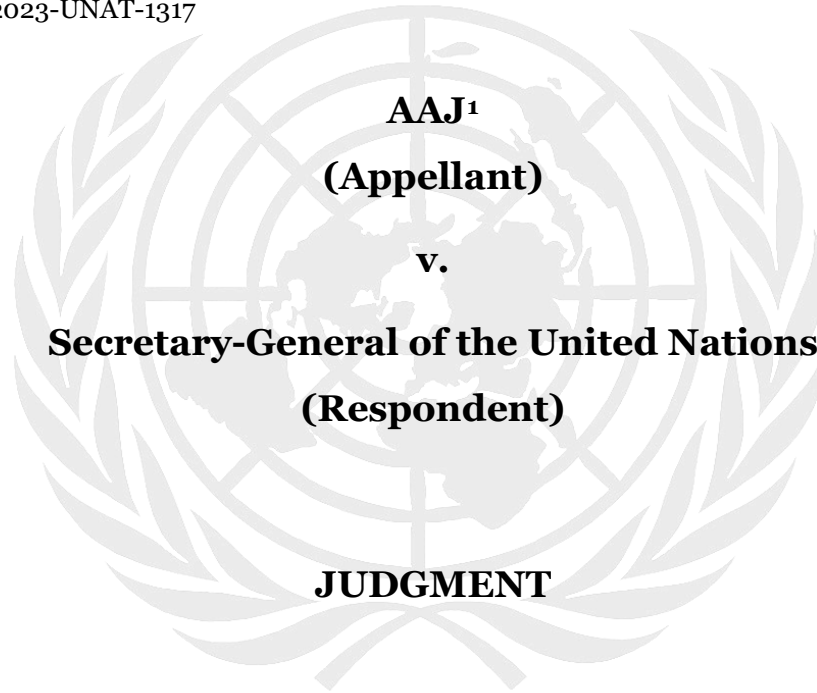 2023-UNAT-1317
AAJ¹
(Appellant)
v.
Secretary-General of the United Nations
(Respondent)
JUDGMENT